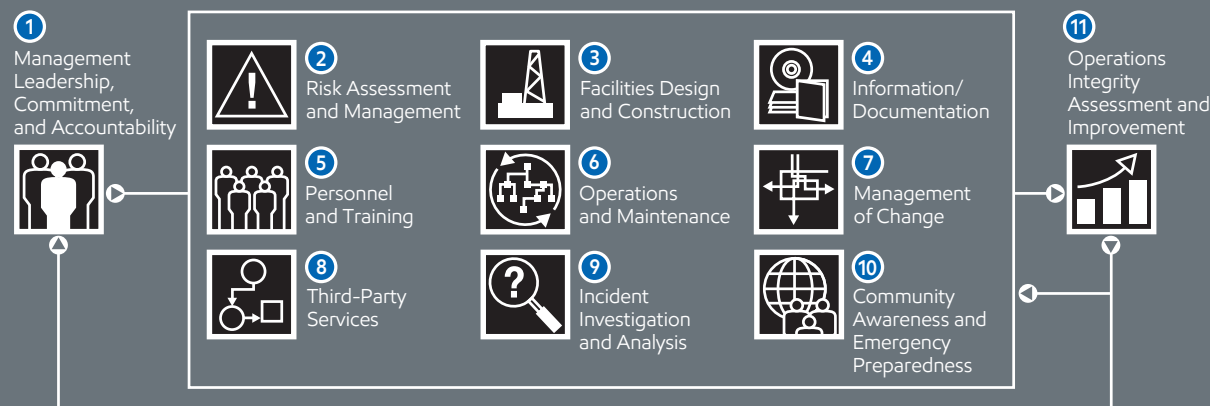 1
Management
Leadership,
Commitment,
and Accountability
2
Risk Assessment
and Management
3
Facilities Design
and Construction
4
Information/
Documentation
5
Personnel
and Training
6
Operations
and Maintenance
7
Management
of Change
8
Third-Party
Services
9
Incident
Investigation
and Analysis
10
Community
Awareness and
Emergency
Preparedness
11
Operations
Integrity
Assessment and
Improvement
!
?